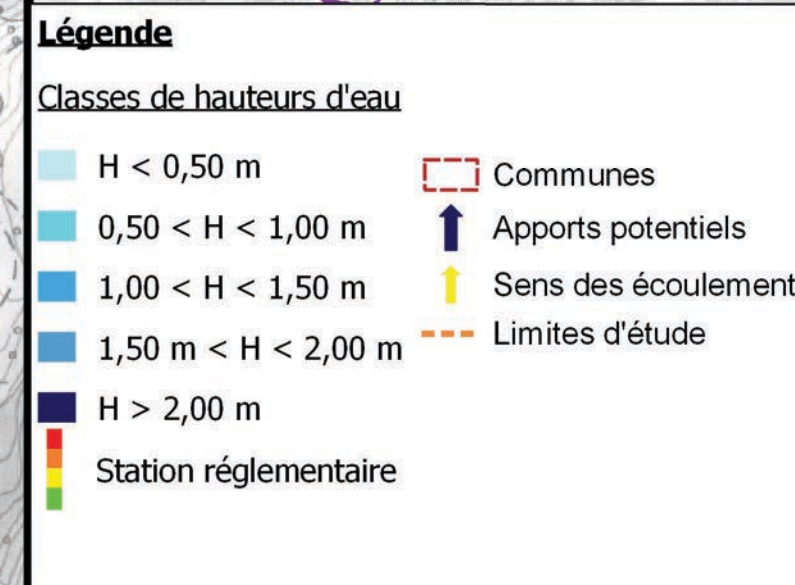 Légende
Classes de hauteurs d'eau
H < 0,50 m
0,50 < H < 1,00 m
1,00 < H < 1,50 m
1,50 m < H < 2,00 m
H > 2,00 m
Station réglementaire
Communes
Apports potentiels
Sens des écoulement
Limites d'étude